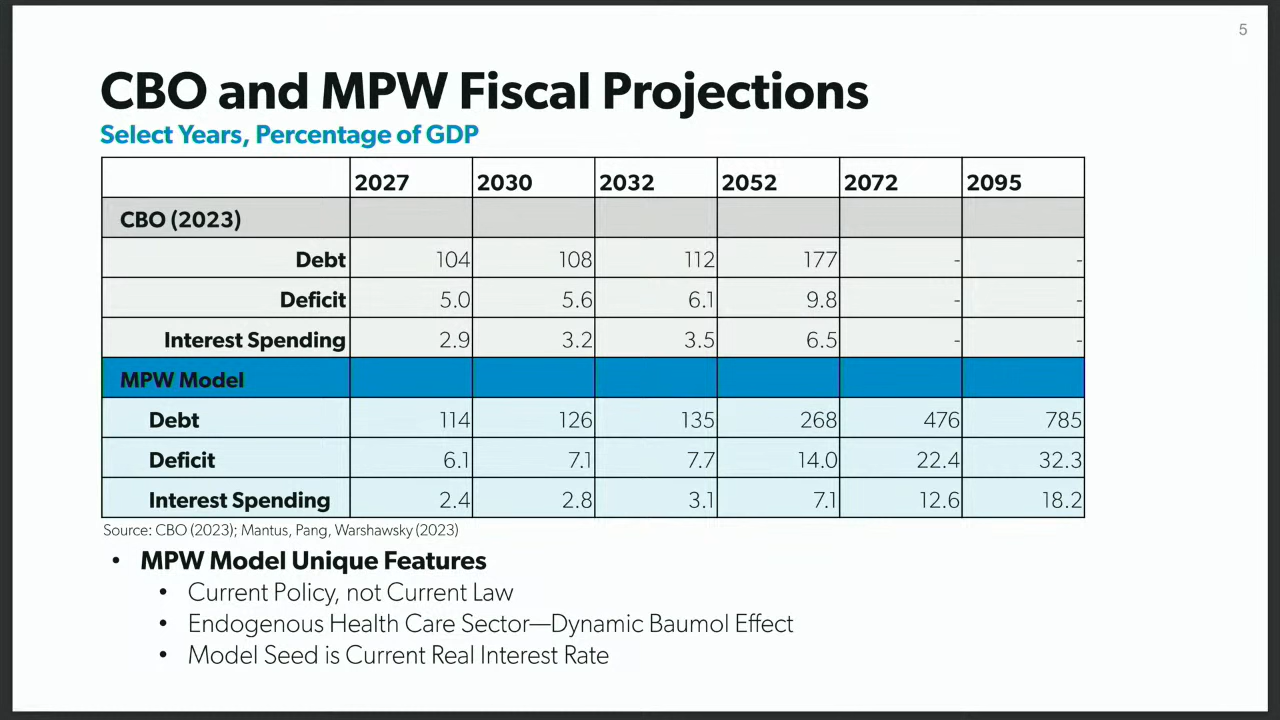 5
CBO and MPW Fiscal Projections
Select Years, Percentage of GDP
2027 2030 2032 2052 2072 2095
CBO (2023)
Debt 104 108 112 177 - -
Deficit 5.0 5.6 6.1 9.8 - -
Interest Spending 2.9 3.2 3.5 6.5 - -
MPW Model
Debt 114 126 135 268 476 785
Deficit 6.1 7.1 7.7 14.0 22.4 32.3
Interest Spending 2.4 2.8 3.1 7.1 12.6 18.2
Source: CBO (2023); Mantus, Pang, Warshawsky (2023)
• MPW Model Unique Features
• Current Policy, not Current Law
• Endogenous Health Care Sector—Dynamic Baumol Effect
• Model Seed is Current Real Interest Rate